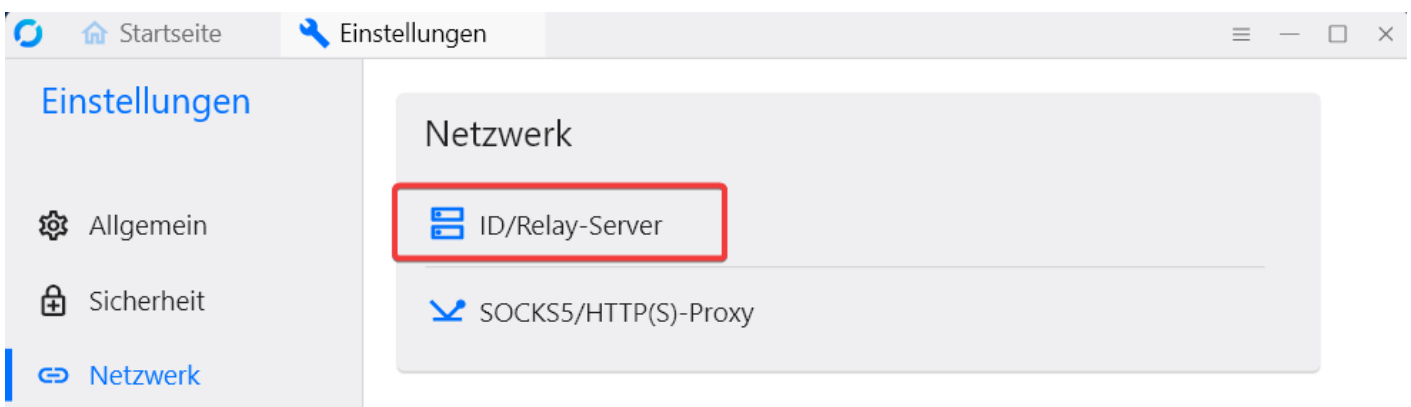 Startseite
Einstellungen
Einstellungen
Allgemein
Sicherheit
Netzwerk
Netzwerk
ID/Relay-Server
SOCKS5/HTTP(S)-Proxy